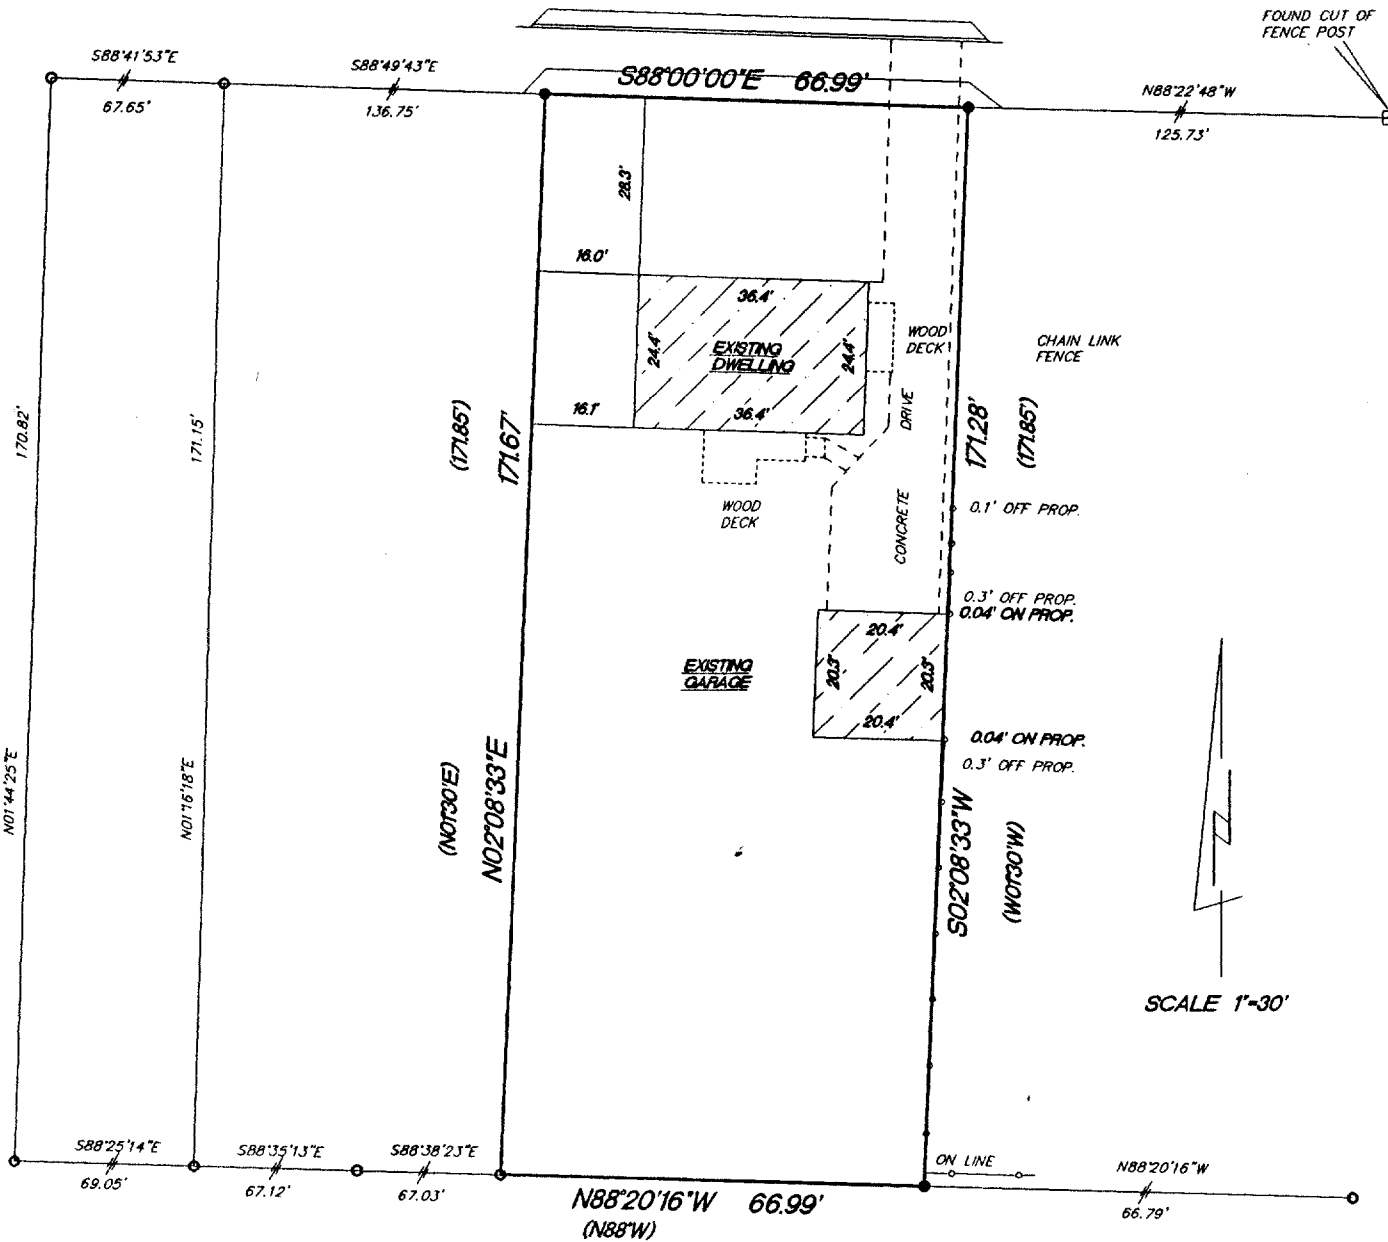 FOUND CUT OF
FENCE POST
S88°41'53"E
67.65'
S88°49'43"E
136.75'
S88°00'00"E 66.99'
N88°22'48"W
125.73'
28.3'
16.0'
36.4'
24.4'
EXISTING
DWELLING
24.4'
36.4'
16.1'
WOOD
DECK
CHAIN LINK
FENCE
DRIVE
CONCRETE
WOOD
DECK
170.82'
171.15'
(171.85')
171.67'
171.28'
(171.85')
0.1' OFF PROP.
0.3' OFF PROP.
0.04' ON PROP.
20.4'
20.3'
20.3'
20.4'
EXISTING
GARAGE
0.04' ON PROP.
0.3' OFF PROP.
N01°44'25"E
N01°16'18"E
(N01°30'E)
N02°08'33"E
S02°08'33"W
(W01°30'W)
SCALE 1"=30'
S88°25'14"E
69.05'
S88°35'13"E
67.12'
S88°38'23"E
67.03'
N88°20'16"W 66.99'
(N88°W)
ON LINE
N88°20'16"W
66.79'